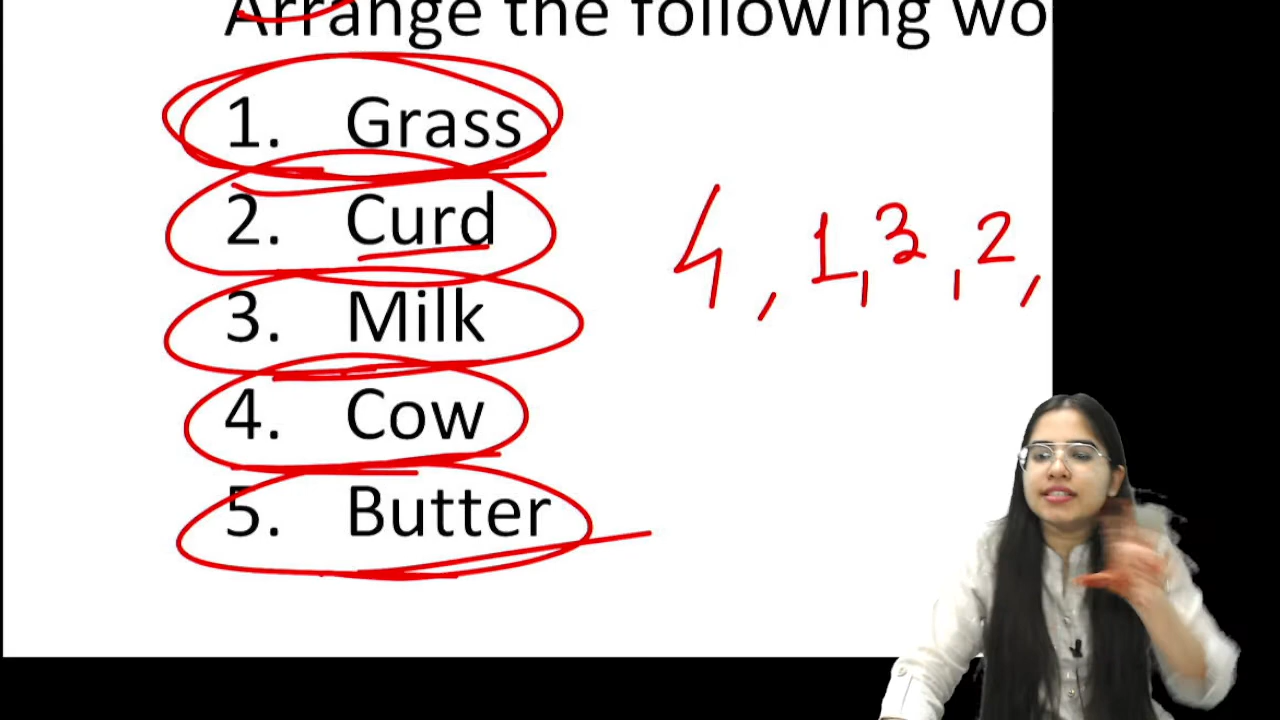 Arrange the following wo
1. Grass
2. Curd
3. Milk
4. Cow
5. Butter
4, 1, 3, 2,